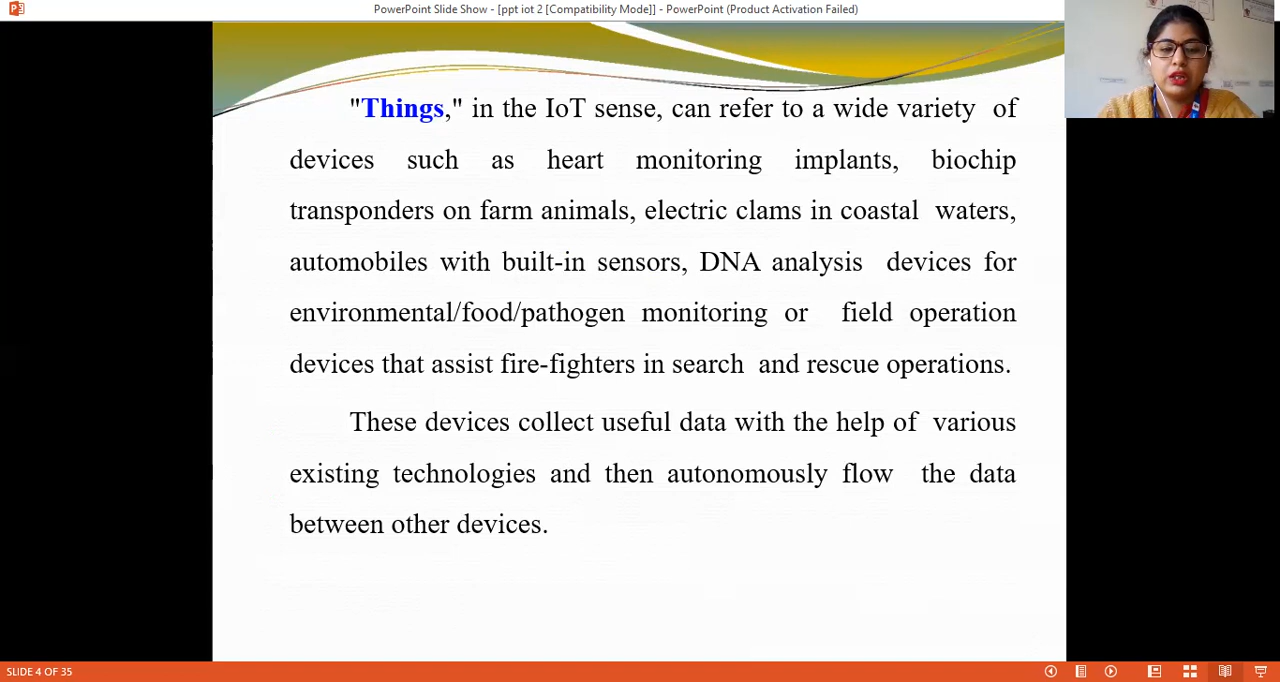 PowerPoint Slide Show - [ppt iot 2 [Compatibility Mode]] - PowerPoint (Product Activation Failed)
"Things," in the IoT sense, can refer to a wide variety of
devices such as heart monitoring implants, biochip
transponders on farm animals, electric clams in coastal waters,
automobiles with built-in sensors, DNA analysis devices for
environmental/food/pathogen monitoring or field operation
devices that assist fire-fighters in search and rescue operations.
These devices collect useful data with the help of various
existing technologies and then autonomously flow the data
between other devices.
SLIDE 4 OF 35